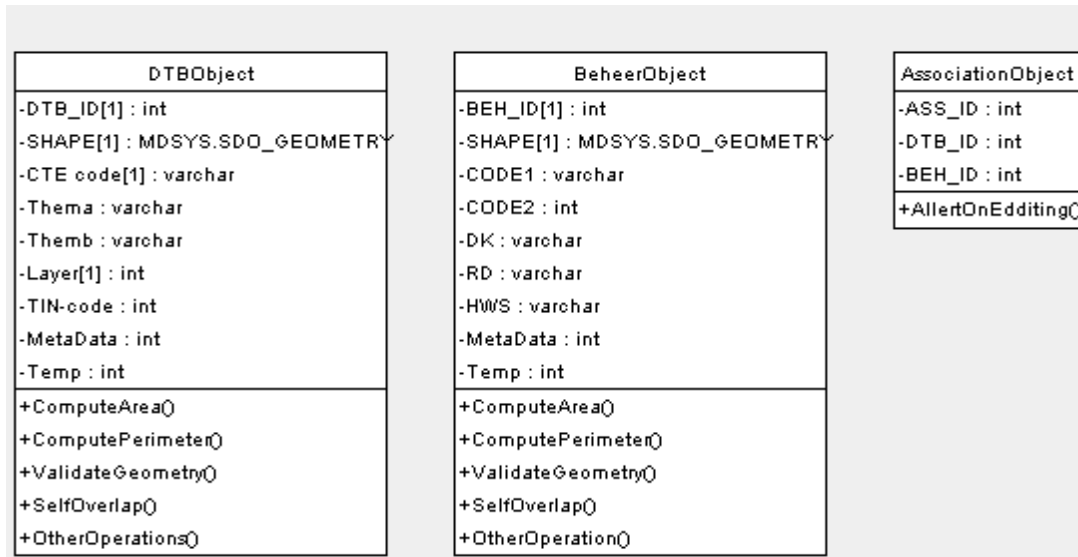 DTBObject
-DTB_ID[1] : int
-SHAPE[1] : MDSYS.SDO_GEOMETRY
-CTE code[1] : varchar
-Thema : varchar
-Themb : varchar
-Layer[1] : int
-TIN-code : int
-MetaData : int
-Temp : int
+ComputeArea()
+ComputePerimeter()
+ValidateGeometry()
+SelfOverlap()
+OtherOperations()
BeheerObject
-BEH_ID[1] : int
-SHAPE[1] : MDSYS.SDO_GEOMETRY
-CODE1 : varchar
-CODE2 : int
-DK : varchar
-RD : varchar
-HWS : varchar
-MetaData : int
-Temp : int
+ComputeArea()
+ComputePerimeter()
+ValidateGeometry()
+SelfOverlap()
+OtherOperation()
AssociationObject
-ASS_ID : int
-DTB_ID : int
-BEH_ID : int
+AllertOnEdditing()